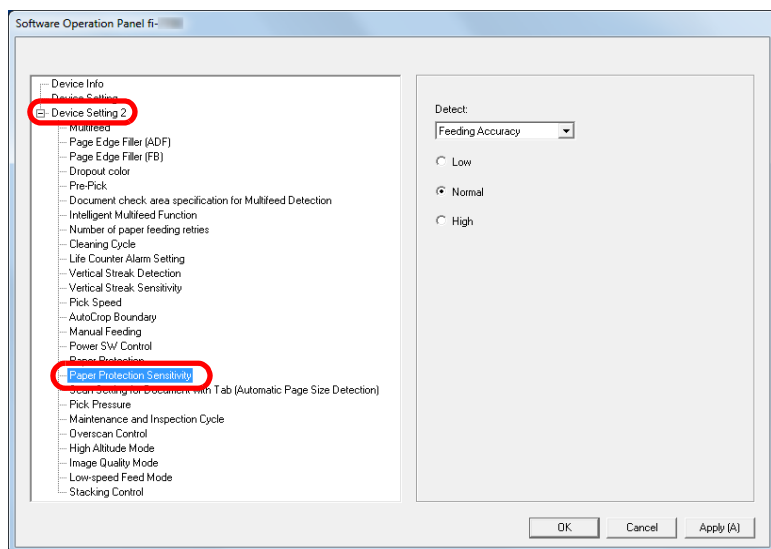 Software Operation Panel fi-
Device Info
Device Setting
Device Setting 2
Multifeed
Page Edge Filler (ADF)
Page Edge Filler (FB)
Dropout color
Pre-Pick
Document check area specification for Multifeed Detection
Intelligent Multifeed Function
Number of paper feeding retries
Cleaning Cycle
Life Counter Alarm Setting
Vertical Streak Detection
Vertical Streak Sensitivity
Pick Speed
AutoCrop Boundary
Manual Feeding
Power SW Control
Paper Protection
Paper Protection Sensitivity
Scan Setting for Document with Tab (Automatic Page Size Detection)
Pick Pressure
Maintenance and Inspection Cycle
Overscan Control
High Altitude Mode
Image Quality Mode
Low-speed Feed Mode
Stacking Control
Detect:
Feeding Accuracy
Low
Normal
High
OK
Cancel
Apply (A)